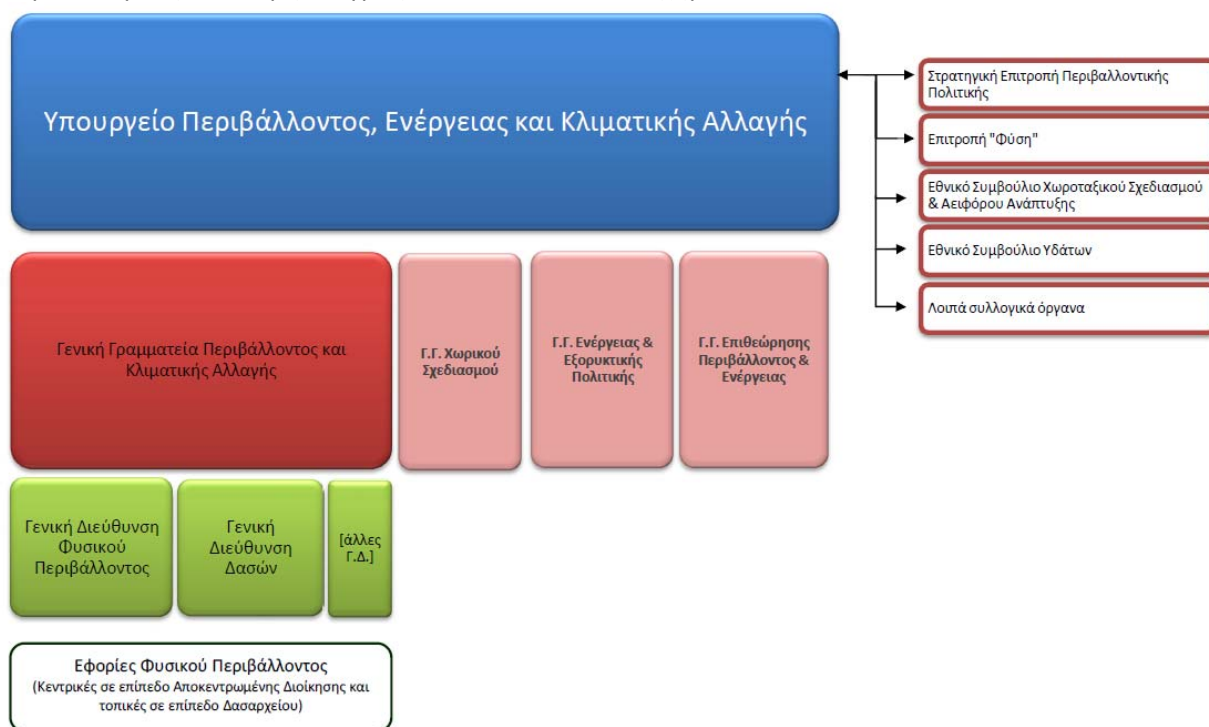 Υπουργείο Περιβάλλοντος, Ενέργειας και Κλιματικής Αλλαγής
Στρατηγική Επιτροπή Περιβαλλοντικής
Πολιτικής
Επιτροπή "Φύση"
Εθνικό Συμβούλιο Χωροταξικού Σχεδιασμού
& Αειφόρου Ανάπτυξης
Εθνικό Συμβούλιο Υδάτων
Λοιπά συλλογικά όργανα
Γενική Γραμματεία Περιβάλλοντος και
Κλιματικής Αλλαγής
Γ.Γ. Χωρικού
Σχεδιασμού
Γ.Γ. Ενέργειας &
Εξορυκτικής
Πολιτικής
Γ.Γ. Επιθεώρησης
Περιβάλλοντος &
Ενέργειας
Γενική Διεύθυνση
Φυσικού
Περιβάλλοντος
Γενική
Διεύθυνση
Δασών
[άλλες
Γ.Δ.]
Εφορίες Φυσικού Περιβάλλοντος
(Κεντρικές σε επίπεδο Αποκεντρωμένης Διοίκησης και
τοπικές σε επίπεδο Δασαρχείου)